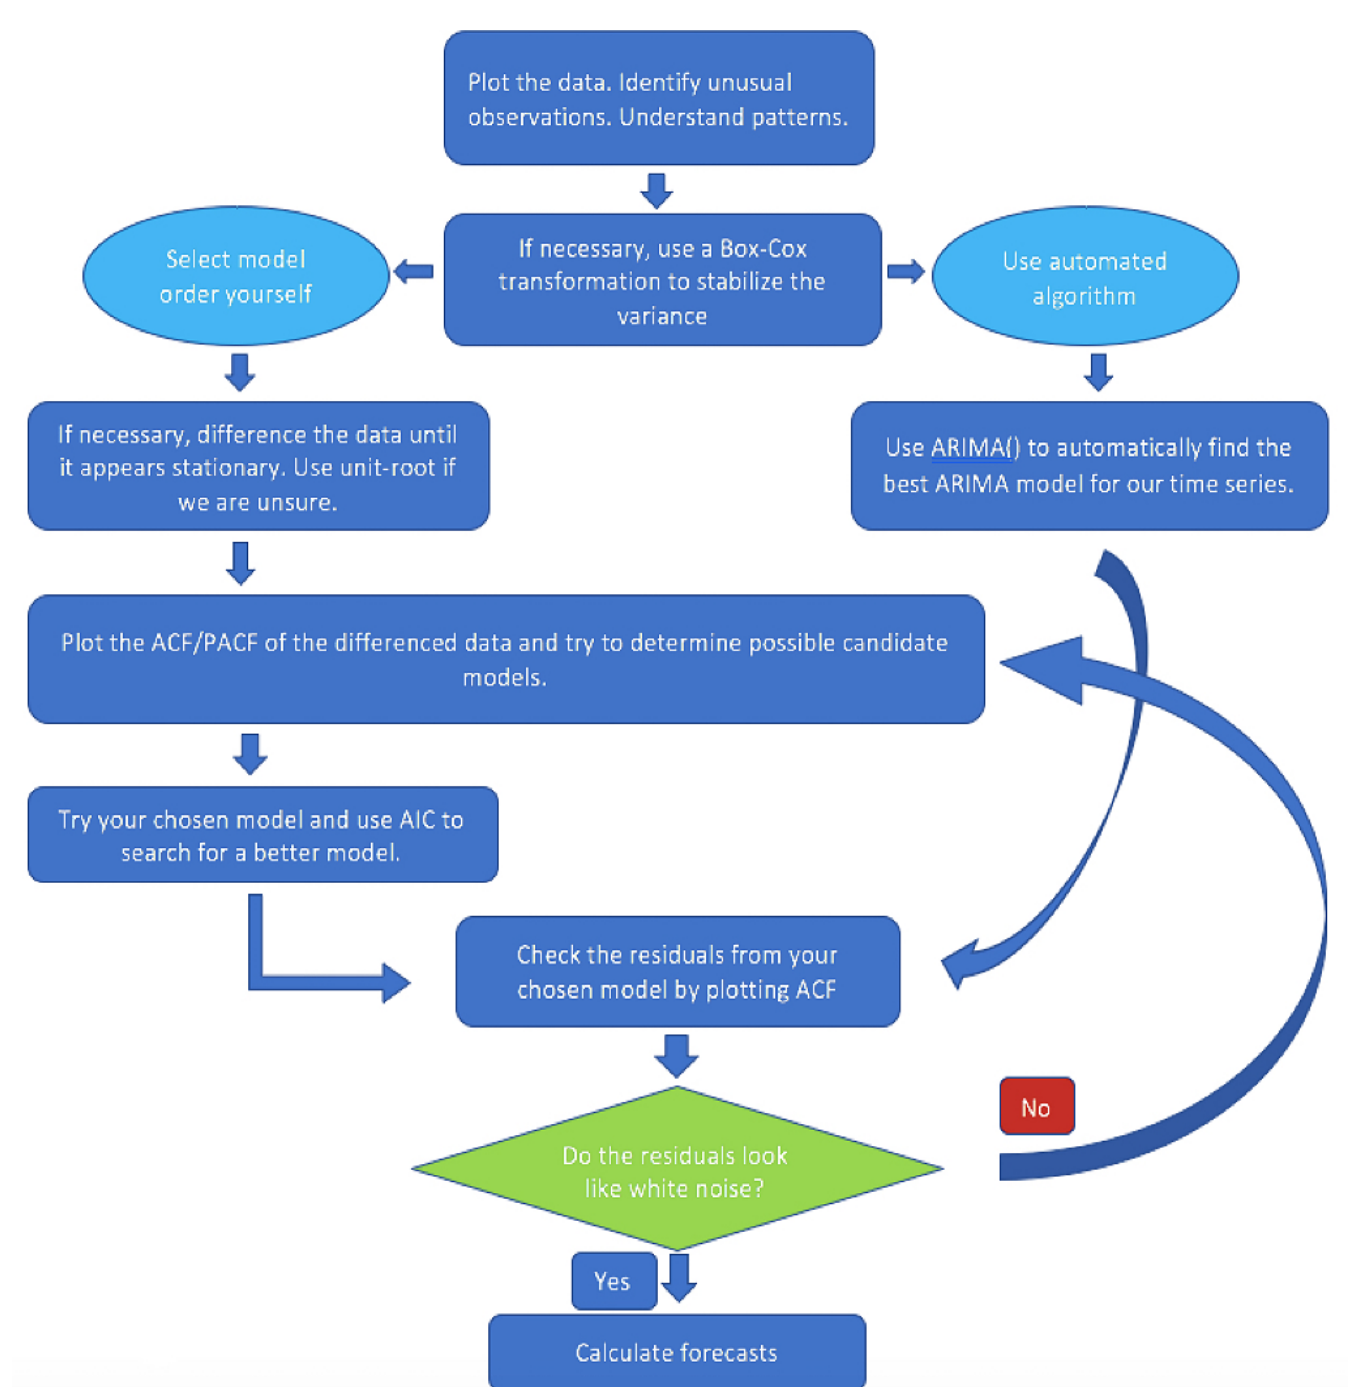 Plot the data. Identify unusual
observations. Understand patterns.
Select model
order yourself
If necessary, use a Box-Cox
transformation to stabilize the
variance
Use automated
algorithm
If necessary, difference the data until
it appears stationary. Use unit-root if
we are unsure.
Use ARIMA() to automatically find the
best ARIMA model for our time series.
Plot the ACF/PACF of the differenced data and try to determine possible candidate
models.
Try your chosen model and use AIC to
search for a better model.
Check the residuals from your
chosen model by plotting ACF
No
Do the residuals look
like white noise?
Yes
Calculate forecasts